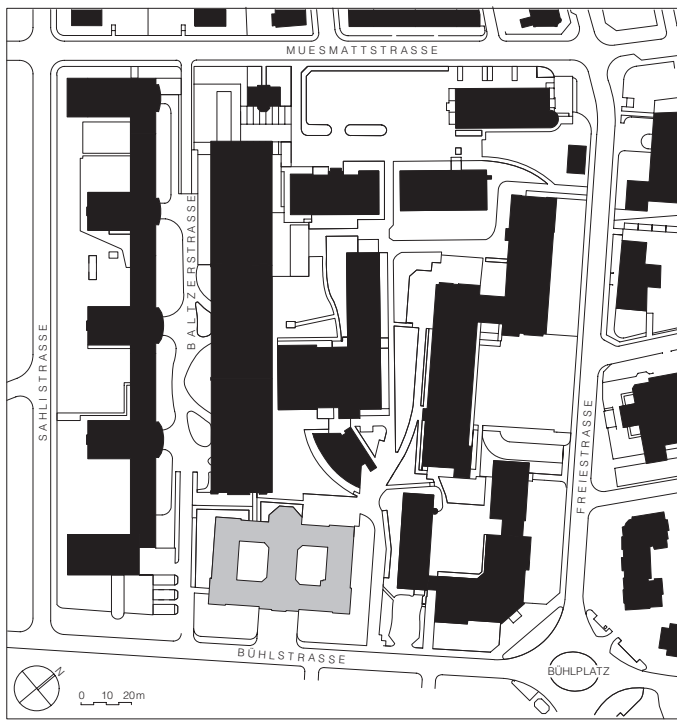 MUESMATTSTRASSE
BALTZERSTRASSE
SAHLISTRASSE
FREIESTRASSE
BÜHLSTRASSE
BÜHLPLATZ
N
0 10 20m